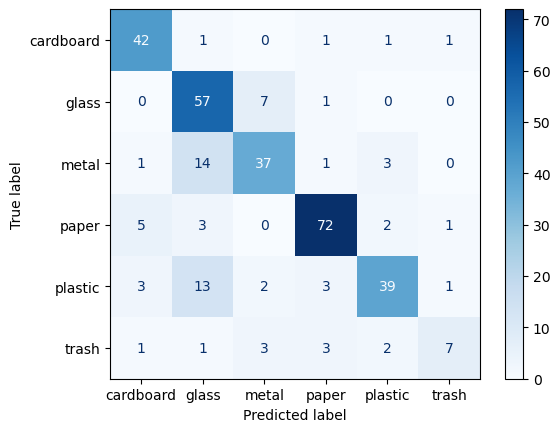 cardboard 42 1 0 1 1 1
glass 0 57 7 1 0 0
metal 1 14 37 1 3 0
paper 5 3 0 72 2 1
plastic 3 13 2 3 39 1
trash 1 1 3 3 2 7
cardboard glass metal paper plastic trash
Predicted label
True label
70
60
50
40
30
20
10
0